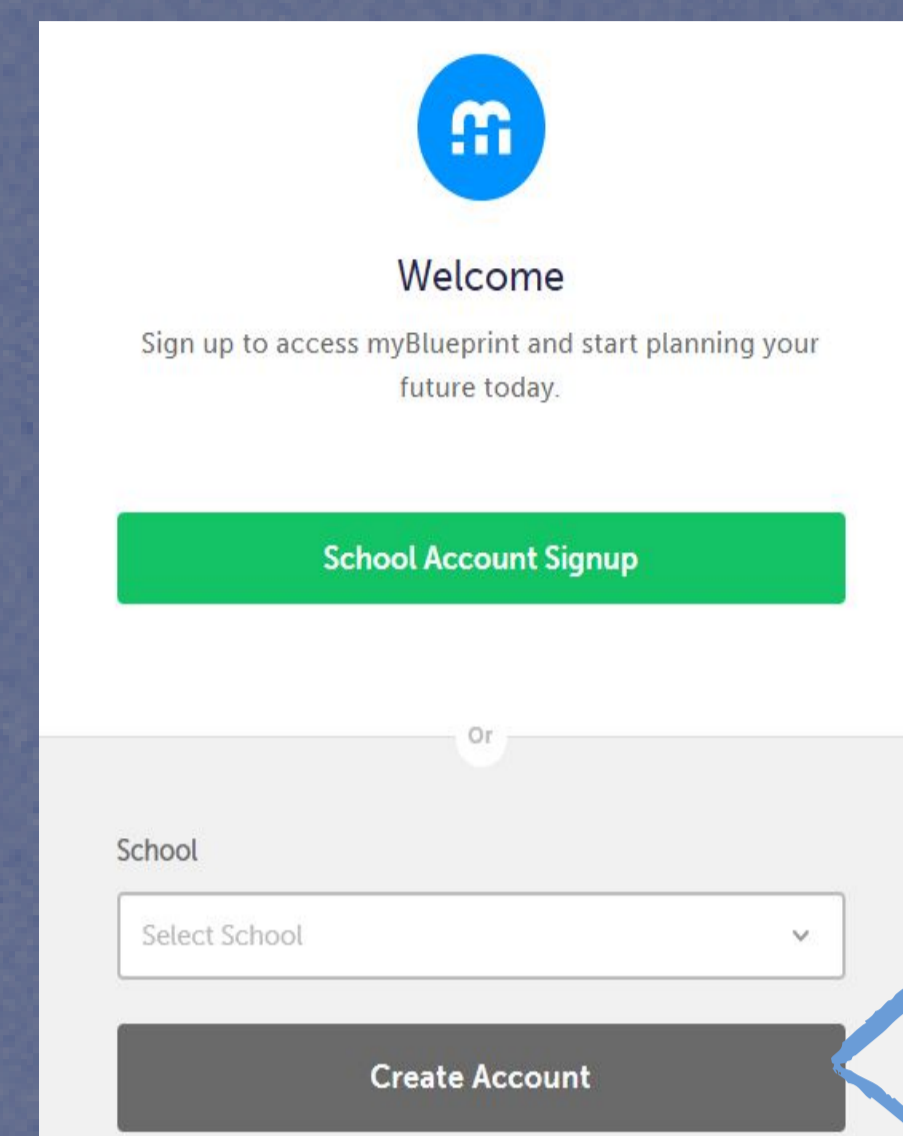 Welcome
Sign up to access myBlueprint and start planning your
future today.
School Account Signup
Or
School
Select School
Create Account